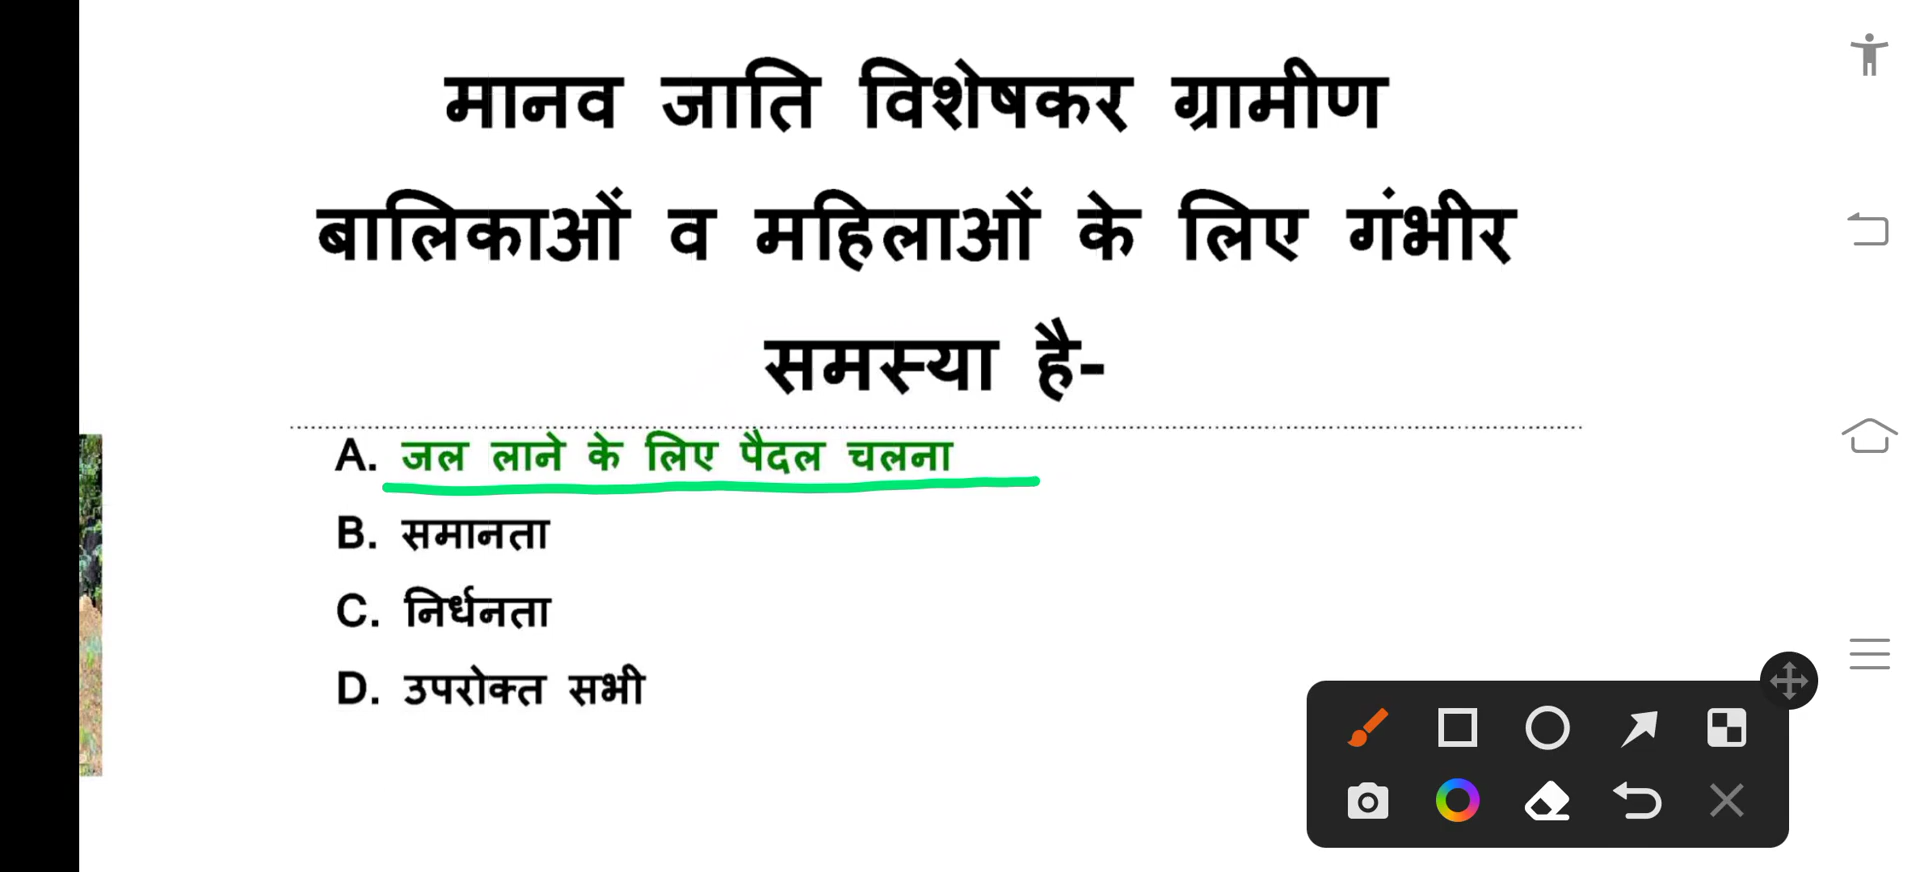 मानव जाति विशेषकर ग्रामीण
बालिकाओं व महिलाओं के लिए गंभीर
समस्या है-
A. जल लाने के लिए पैदल चलना
B. समानता
C. निर्धनता
D. उपरोक्त सभी